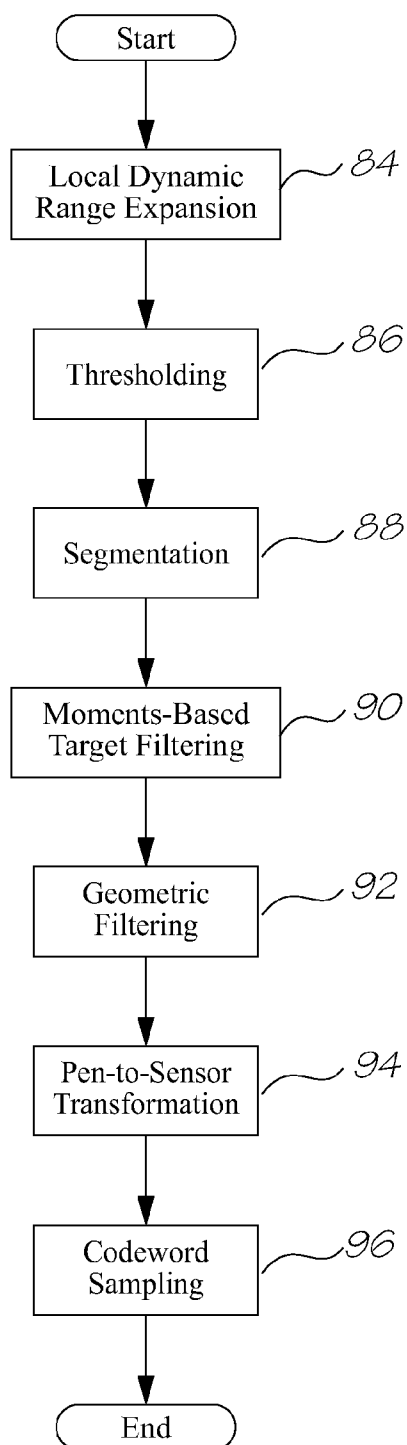 Start
Local Dynamic
Range Expansion
84
Thresholding
86
Segmentation
88
Moments-Based
Target Filtering
90
Geometric
Filtering
92
Pen-to-Sensor
Transformation
94
Codeword
Sampling
96
End